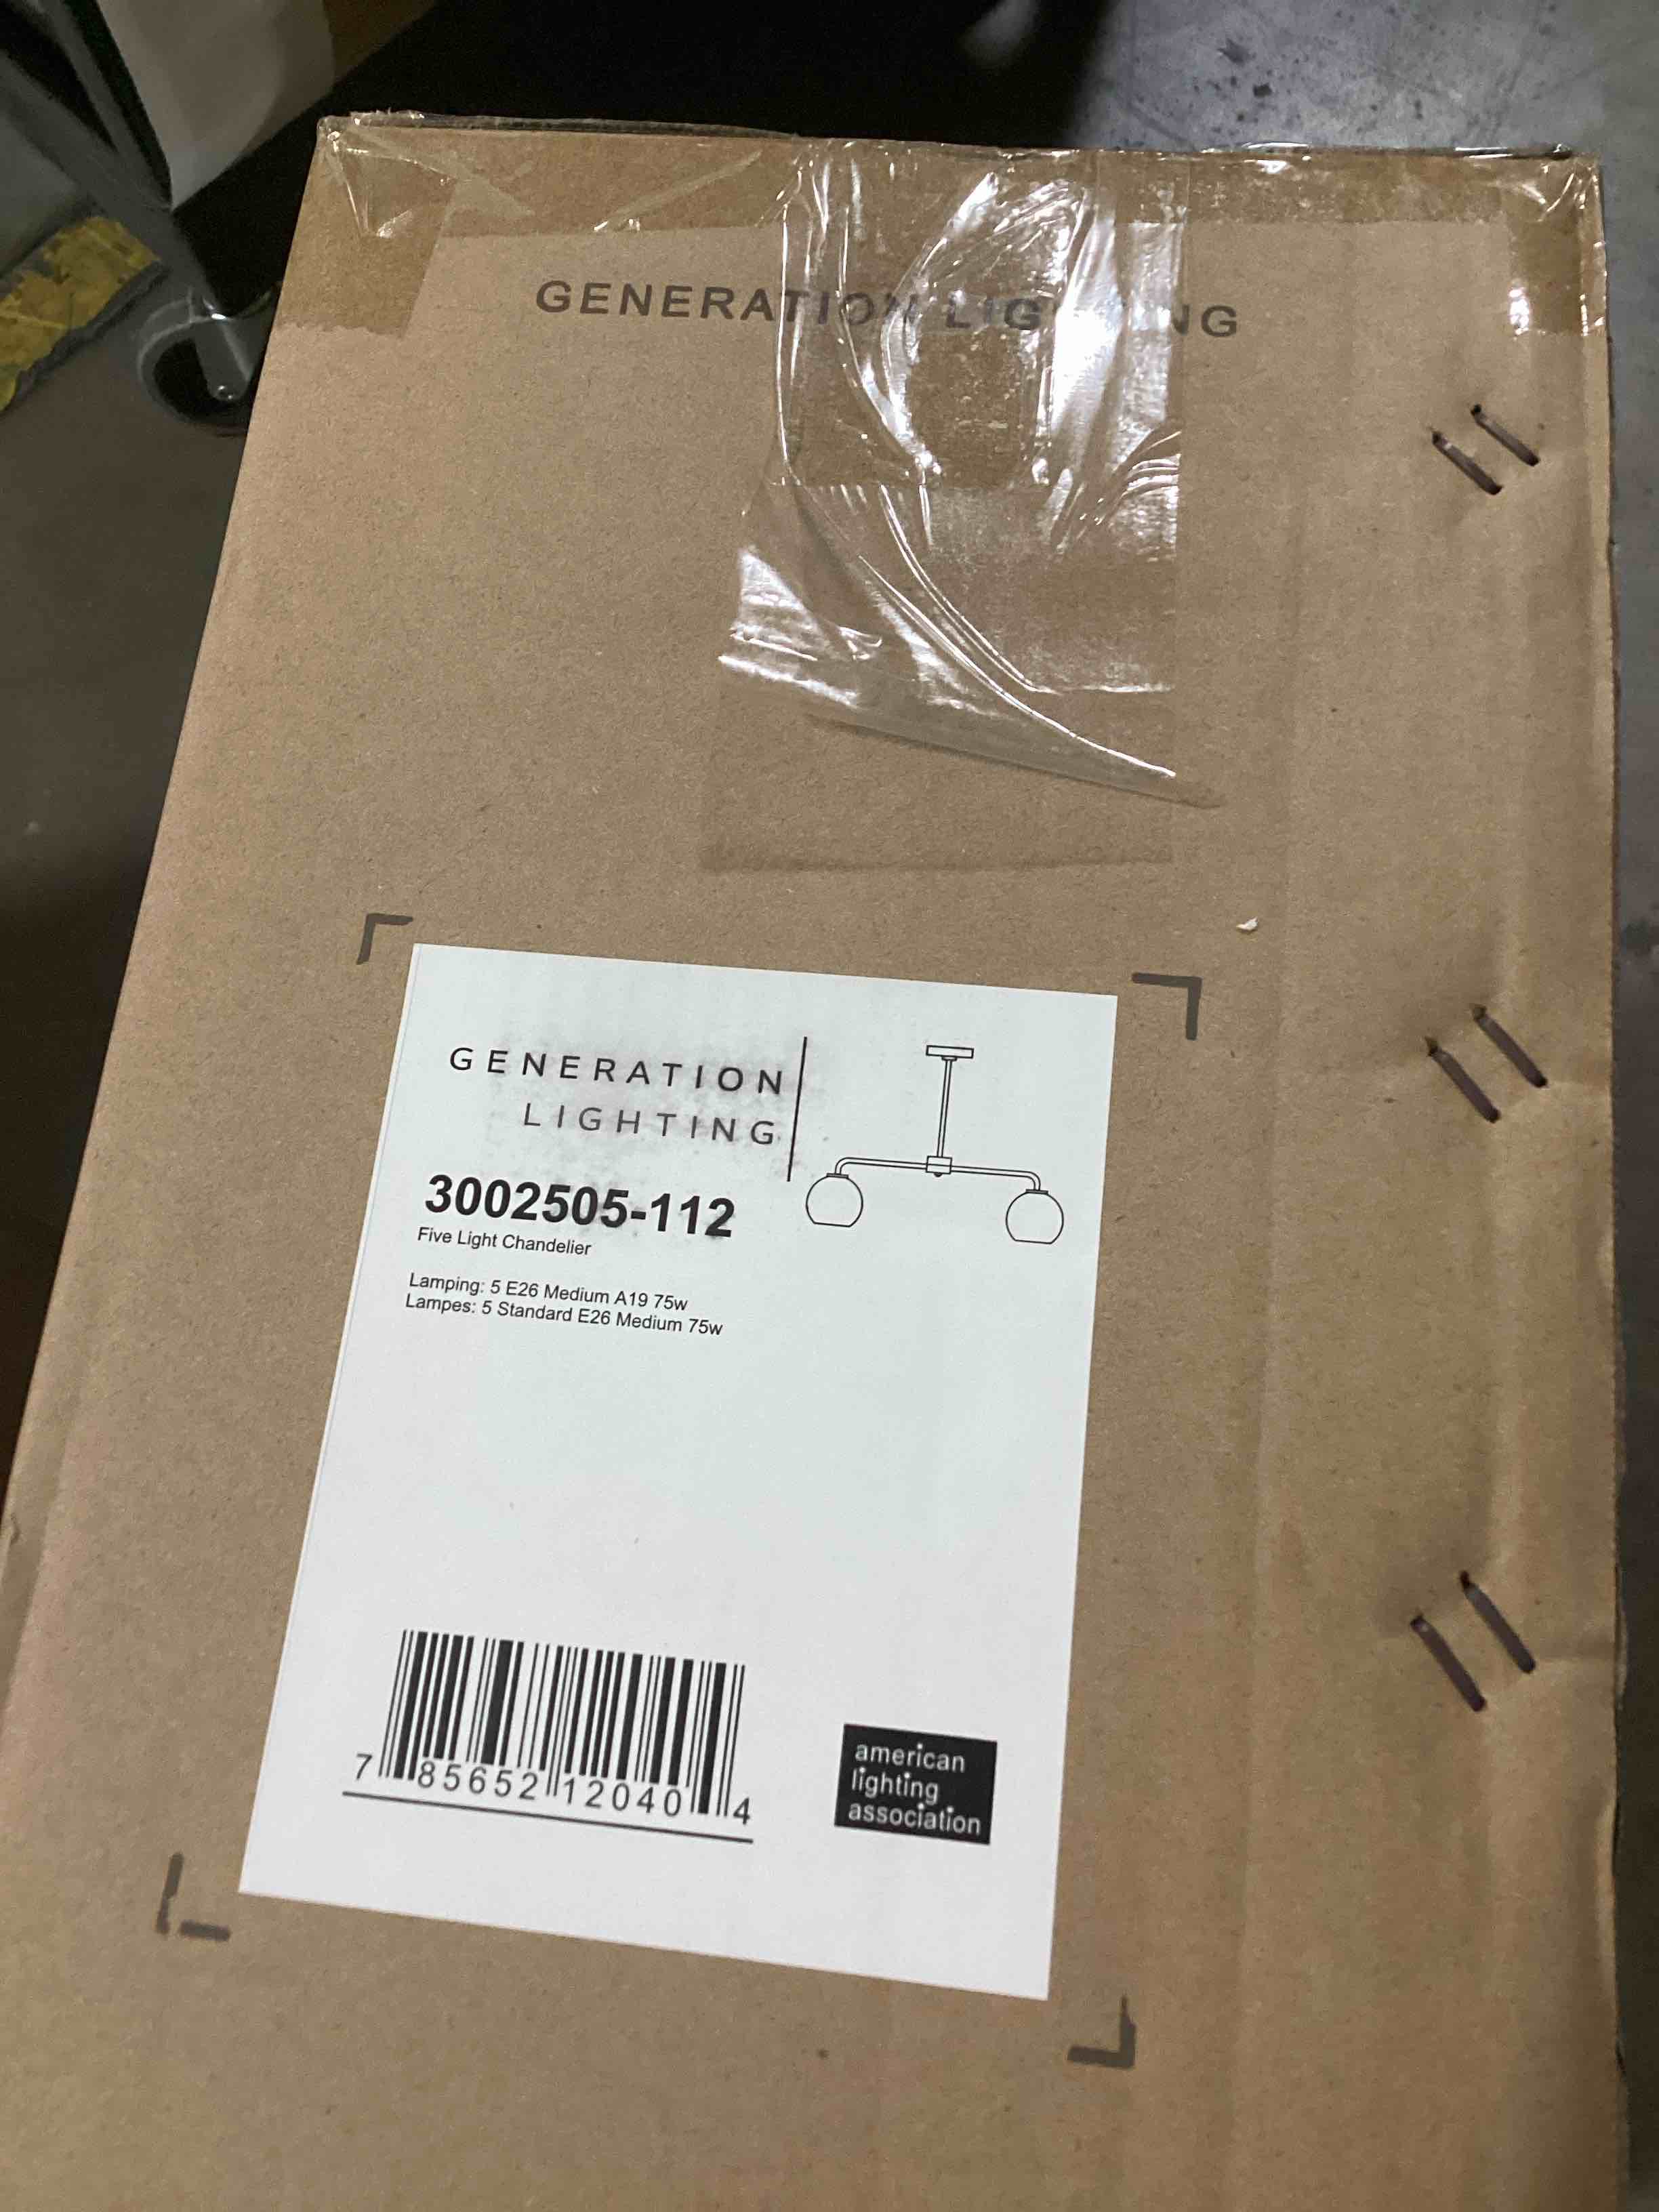 GENERATION LIGHTING
GENERATION
LIGHTING
3002505-112
Five Light Chandelier
Lamping: 5 E26 Medium A19 75w
Lampes: 5 Standard E26 Medium 75w
7 85652 12040 4
american
lighting
association